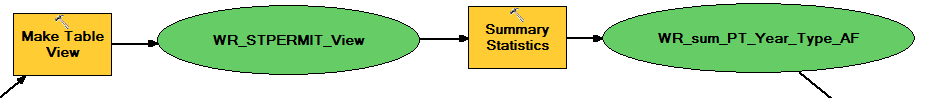 Make Table
View
WR_STPERMIT_View
Summary
Statistics
WR_sum_PT_Year_Type_AF